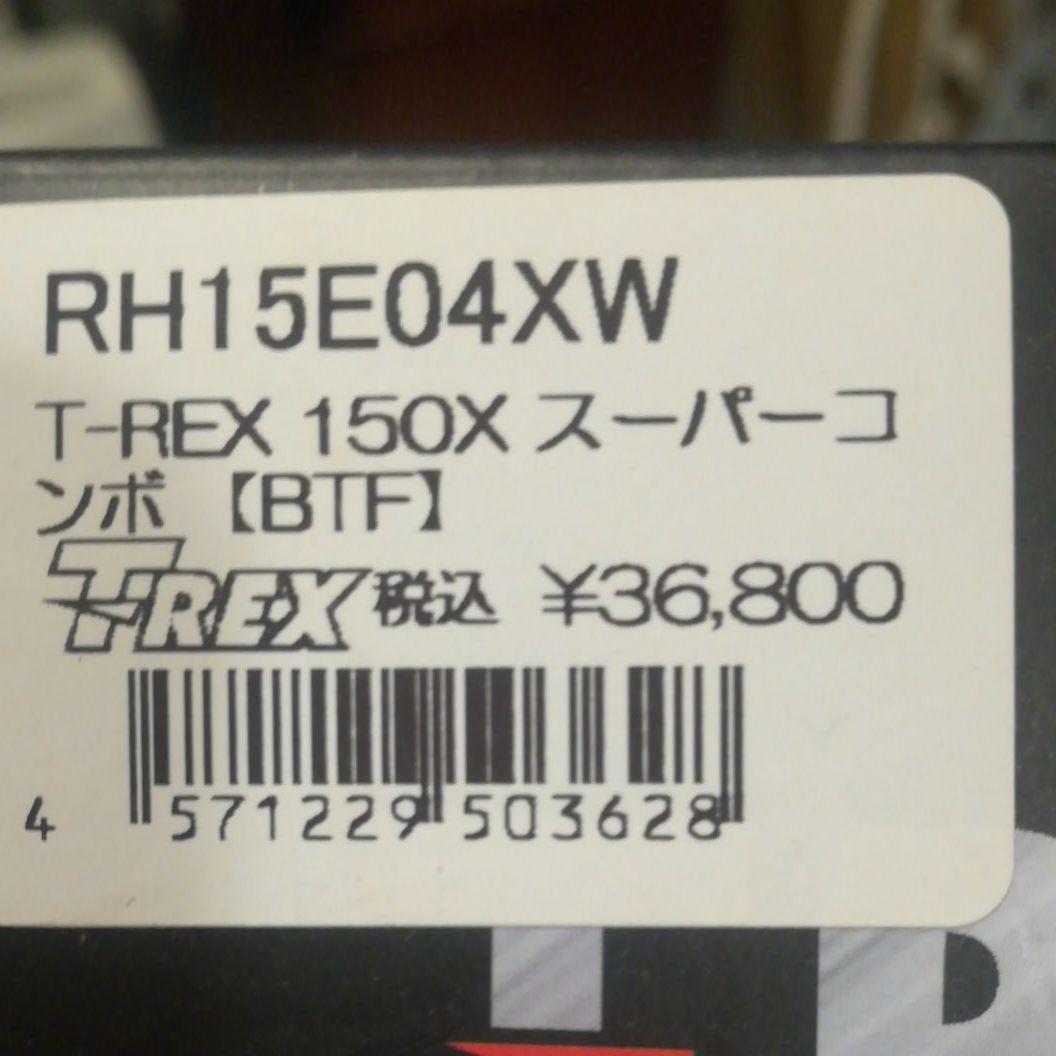 RH15E04XW
T-REX 150X スーパーコ
ンボ 【BTF】
T-REX 税込 ¥36,800
4 571229 503628